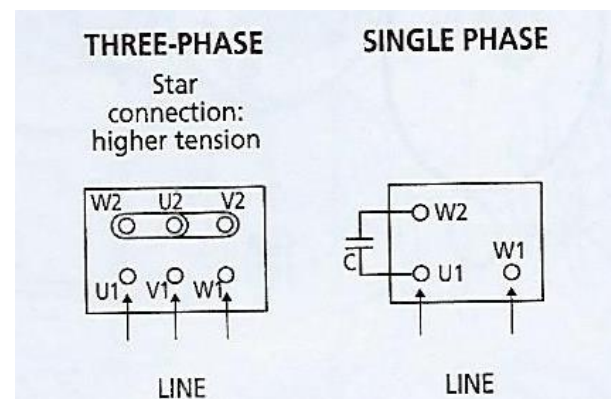 THREE-PHASE
Star
connection:
higher tension
W2 U2 V2
U1 V1 W1
LINE
SINGLE PHASE
W2
C
U1
W1
LINE